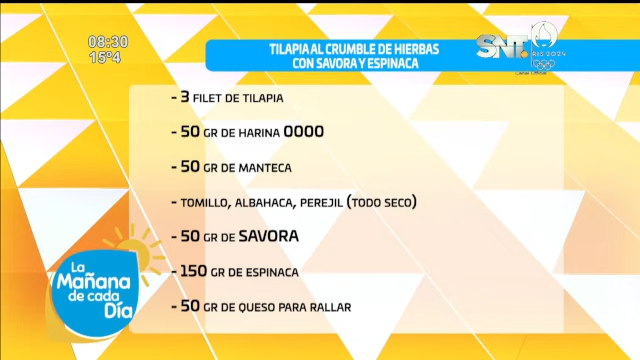 08:30
15°4
TILAPIA AL CRUMBLE DE HIERBAS
CON SAVORA Y ESPINACA
SNT
Canal Oficial
- 3 FILET DE TILAPIA
- 50 GR DE HARINA 0000
- 50 GR DE MANTECA
- TOMILLO, ALBAHACA, PEREJIL (TODO SECO)
- 50 GR DE SAVORA
- 150 GR DE ESPINACA
- 50 GR DE QUESO PARA RALLAR
La
Mañana
de cada
Día